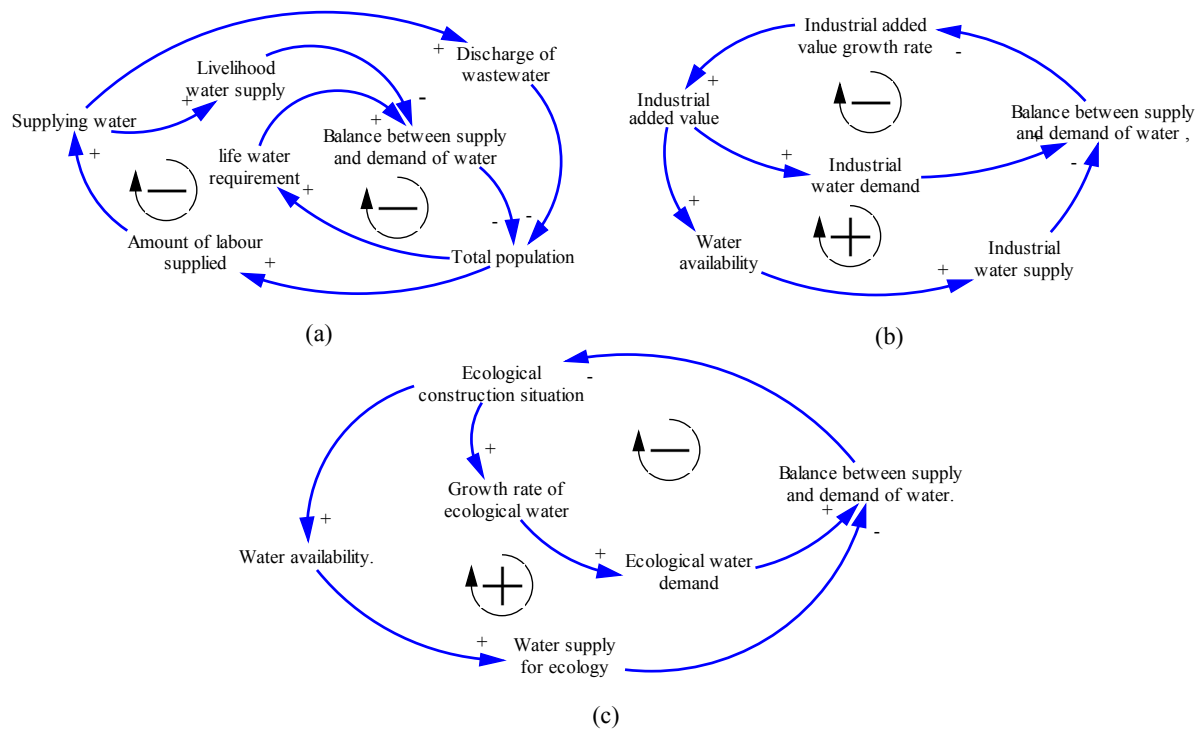 Industrial added
value growth rate
-
+
Discharge of
wastewater
Livelihood
water supply
+
-
+
Industrial
added value
Balance between supply
and demand of water ,
Supplying water
+
Balance between supply
and demand of water
+
-
+
life water
requirement
+
Industrial
water demand
+
-
-
+
Amount of labour
supplied
+
Total population
Water
availability
+
Industrial
water supply
(a)
(b)
Ecological
construction situation
-
+
Growth rate of
ecological water
Balance between supply
and demand of water.
+
-
+
Water availability.
+
Ecological water
demand
+
Water supply
for ecology
(c)